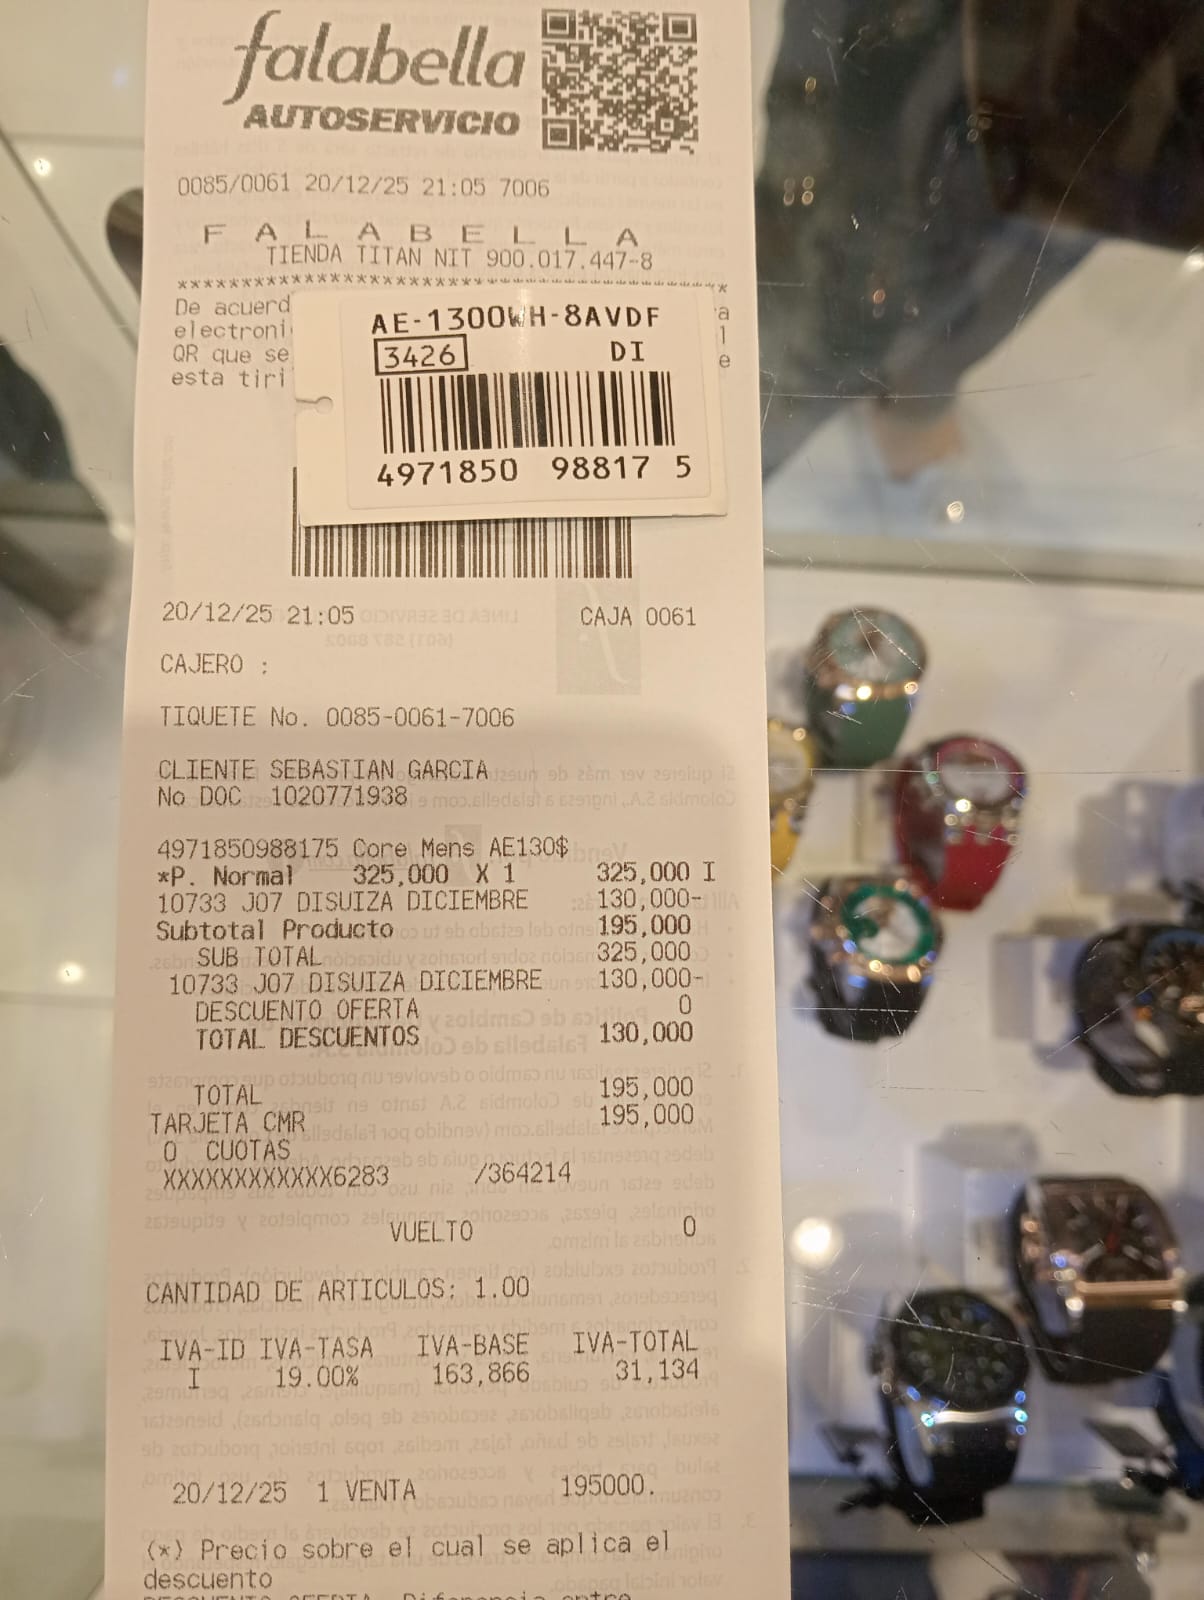 falabella
AUTOSERVICIO
0085/0061 20/12/25 21:05 7006
F A L A B E L L A
TIENDA TITAN NIT 900.017.447-8
*****************************************
De acuerd
electroni
QR que se
esta tiri
a
l
e
AE-1300WH-8AVDF
3426 DI
4971850 98817 5
20/12/25 21:05 CAJA 0061
CAJERO :
TIQUETE No. 0085-0061-7006
CLIENTE SEBASTIAN GARCIA
No DOC 1020771938
4971850988175 Core Mens AE130$
*P. Normal 325,000 X 1 325,000 I
10733 J07 DISUIZA DICIEMBRE 130,000-
Subtotal Producto 195,000
SUB TOTAL 325,000
10733 J07 DISUIZA DICIEMBRE 130,000-
DESCUENTO OFERTA 0
TOTAL DESCUENTOS 130,000
TOTAL 195,000
TARJETA CMR 195,000
0 CUOTAS
XXXXXXXXXXXX6283 /364214
VUELTO 0
CANTIDAD DE ARTICULOS: 1.00
IVA-ID IVA-TASA IVA-BASE IVA-TOTAL
I 19.00% 163,866 31,134
20/12/25 1 VENTA 195000.
(*) Precio sobre el cual se aplica el
descuento
DESCUENTO OFERTA Diferencia entre